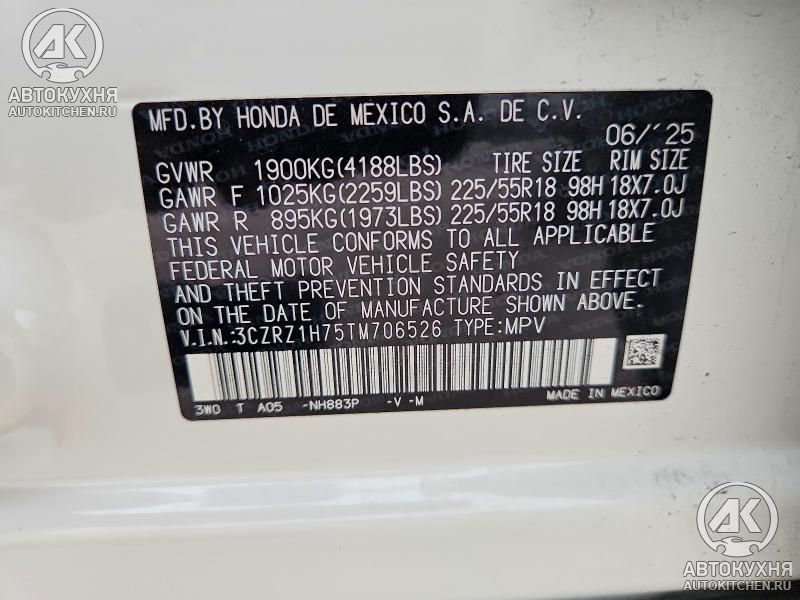 AK
АВТОКУХНЯ
AUTOKITCHEN.RU
MFD.BY HONDA DE MEXICO S.A. DE C.V.
06/'25
GVWR 1900KG(4188LBS) TIRE SIZE RIM SIZE
GAWR F 1025KG(2259LBS) 225/55R18 98H 18X7.0J
GAWR R 895KG(1973LBS) 225/55R18 98H 18X7.0J
THIS VEHICLE CONFORMS TO ALL APPLICABLE
FEDERAL MOTOR VEHICLE SAFETY
AND THEFT PREVENTION STANDARDS IN EFFECT
ON THE DATE OF MANUFACTURE SHOWN ABOVE.
V.I.N.:3CZRZ1H75TM706526 TYPE:MPV
3W0 T A05 -NH883P -V -M MADE IN MEXICO
AK
АВТОКУХНЯ
AUTOKITCHEN.RU